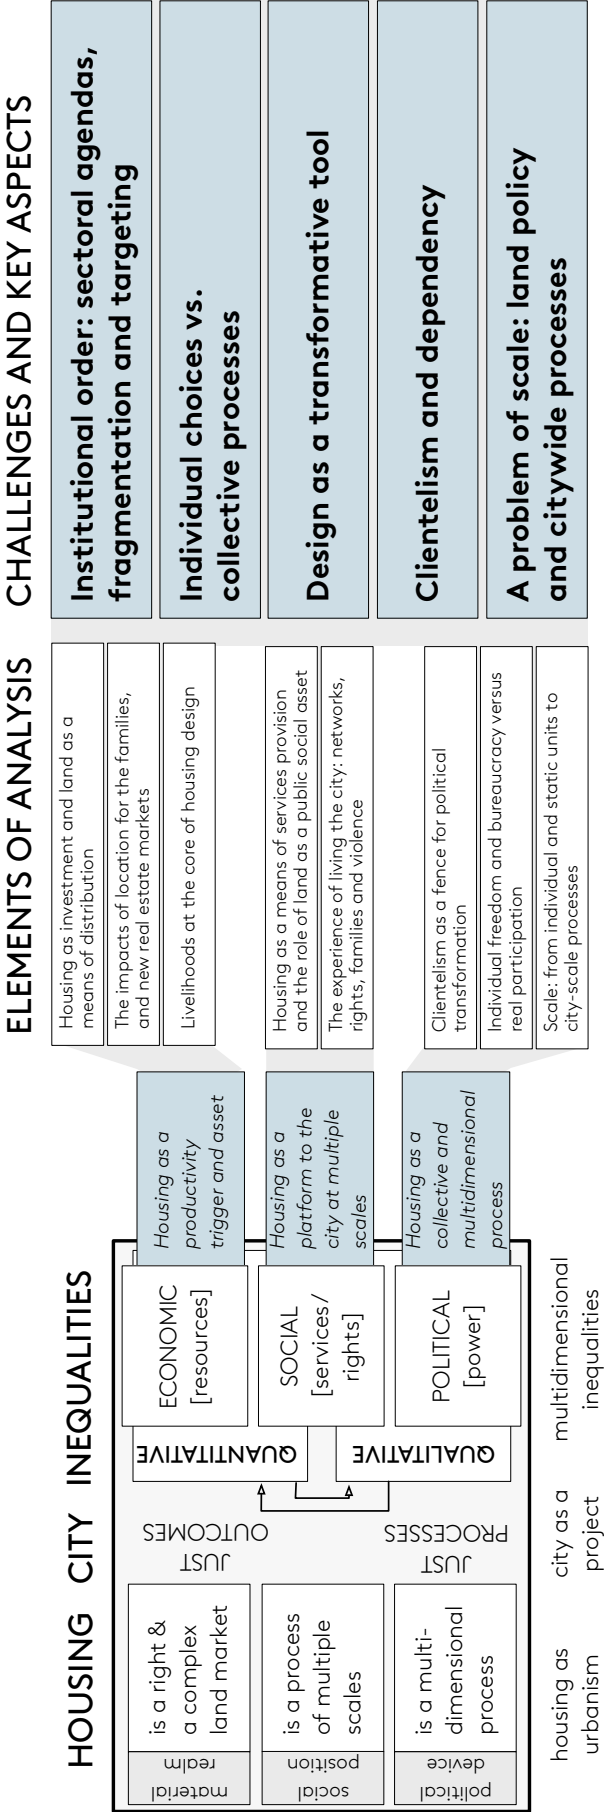 HOUSING
CITY
INEQUALITIES
ELEMENTS OF ANALYSIS
CHALLENGES AND KEY ASPECTS
material
realm
is a right &
a complex
land market
social
position
is a process
of multiple
scales
political
device
is a multi-
dimensional
process
JUST
OUTCOMES
JUST
PROCESSES
QUANTITATIVE
QUALITATIVE
ECONOMIC
[resources]
SOCIAL
[services/
rights]
POLITICAL
[power]
Housing as a
productivity
trigger and asset
Housing as a
platform to the
city at multiple
scales
Housing as a
collective and
multidimensional
process
Housing as investment and land as a
means of distribution
The impacts of location for the families,
and new real estate markets
Livelihoods at the core of housing design
Housing as a means of services provision
and the role of land as a public social asset
The experience of living the city: networks,
rights, families and violence
Clientelism as a fence for political
transformation
Individual freedom and bureaucracy versus
real participation
Scale: from individual and static units to
city-scale processes
Institutional order: sectoral agendas,
fragmentation and targeting
Individual choices vs.
collective processes
Design as a transformative tool
Clientelism and dependency
A problem of scale: land policy
and citywide processes
housing as
urbanism
city as a
project
multidimensional
inequalities